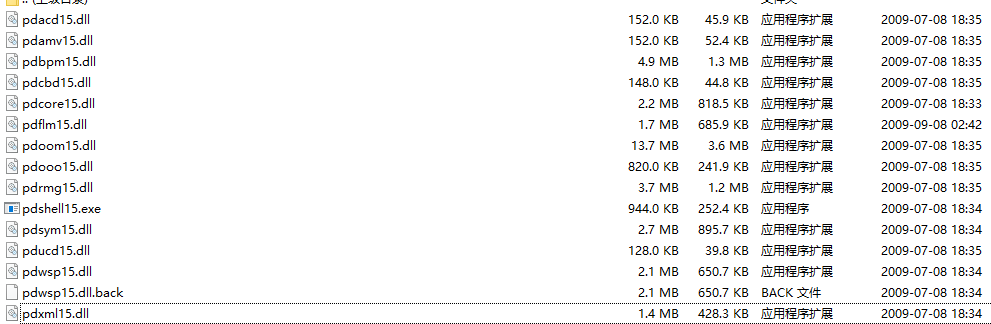 .. (上级目录) 文件夹
pdacd15.dll 152.0 KB 45.9 KB 应用程序扩展 2009-07-08 18:35
pdamv15.dll 152.0 KB 52.4 KB 应用程序扩展 2009-07-08 18:35
pdbpm15.dll 4.9 MB 1.3 MB 应用程序扩展 2009-07-08 18:35
pdcbd15.dll 148.0 KB 44.8 KB 应用程序扩展 2009-07-08 18:35
pdcore15.dll 2.2 MB 818.5 KB 应用程序扩展 2009-07-08 18:33
pdflm15.dll 1.7 MB 685.9 KB 应用程序扩展 2009-09-08 02:42
pdoom15.dll 13.7 MB 3.6 MB 应用程序扩展 2009-07-08 18:35
pdooo15.dll 820.0 KB 241.9 KB 应用程序扩展 2009-07-08 18:35
pdrmg15.dll 3.7 MB 1.2 MB 应用程序扩展 2009-07-08 18:35
pdshell15.exe 944.0 KB 252.4 KB 应用程序 2009-07-08 18:34
pdsym15.dll 2.7 MB 895.7 KB 应用程序扩展 2009-07-08 18:34
pducd15.dll 128.0 KB 39.8 KB 应用程序扩展 2009-07-08 18:35
pdwsp15.dll 2.1 MB 650.7 KB 应用程序扩展 2009-07-08 18:34
pdwsp15.dll.back 2.1 MB 650.7 KB BACK 文件 2009-07-08 18:34
pdxml15.dll 1.4 MB 428.3 KB 应用程序扩展 2009-07-08 18:34